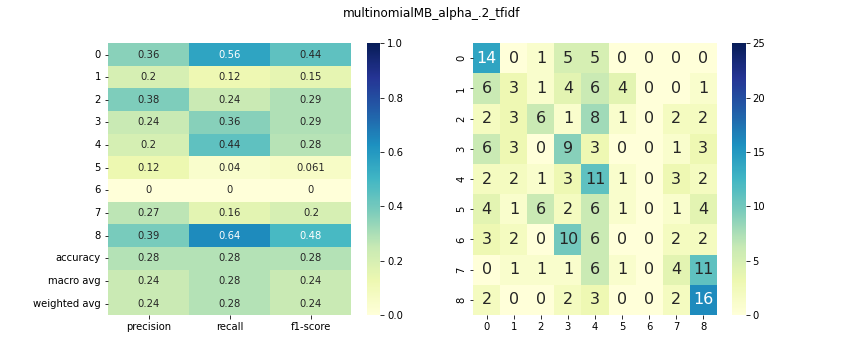 multinomialMB_alpha_.2_tfidf
0 0.36 0.56 0.44
1 0.2 0.12 0.15
2 0.38 0.24 0.29
3 0.24 0.36 0.29
4 0.2 0.44 0.28
5 0.12 0.04 0.061
6 0 0 0
7 0.27 0.16 0.2
8 0.39 0.64 0.48
accuracy 0.28 0.28 0.28
macro avg 0.24 0.28 0.24
weighted avg 0.24 0.28 0.24
precision recall f1-score
1.0
0.8
0.6
0.4
0.2
0.0
0 14 0 1 5 5 0 0 0 0
1 6 3 1 4 6 4 0 0 1
2 2 3 6 1 8 1 0 2 2
3 6 3 0 9 3 0 0 1 3
4 2 2 1 3 11 1 0 3 2
5 4 1 6 2 6 1 0 1 4
6 3 2 0 10 6 0 0 2 2
7 0 1 1 1 6 1 0 4 11
8 2 0 0 2 3 0 0 2 16
0 1 2 3 4 5 6 7 8
25
20
15
10
5
0